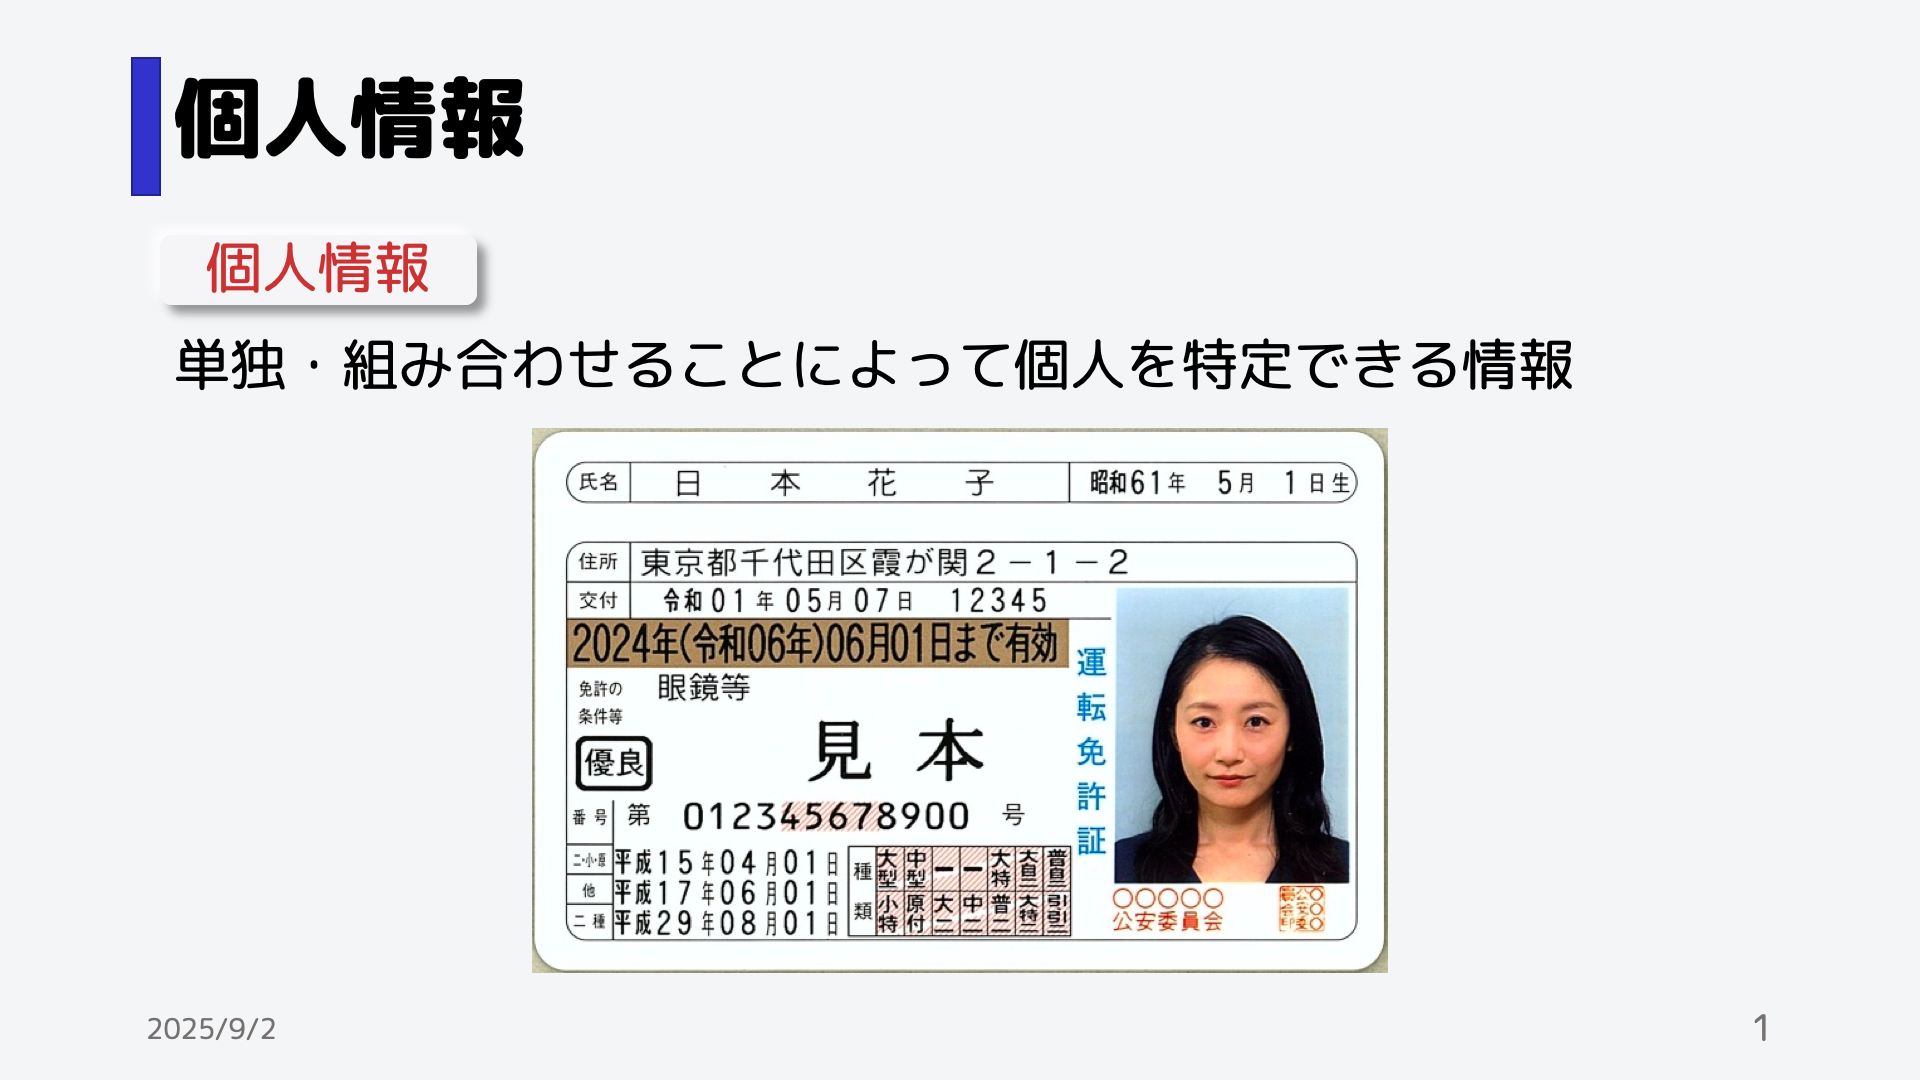 個人情報
個人情報
単独・組み合わせることによって個人を特定できる情報
氏名 日本花子 昭和61年 5月 1日生
住所 東京都千代田区霞が関2-1-2
交付 令和01年05月07日 12345
2024年(令和06年)06月01日まで有効
免許の
条件等
眼鏡等
見本
優良
番号 第 012345678900 号
二・小・原 平成15年04月01日
他 平成17年06月01日
二種 平成29年08月01日
種類
大型 中型 ー ー 大特 大自二 普自二
小特 原付 大二 中二 普二 大特二 引引二
運転免許証
〇〇〇〇〇
公安委員会
2025/9/2
1